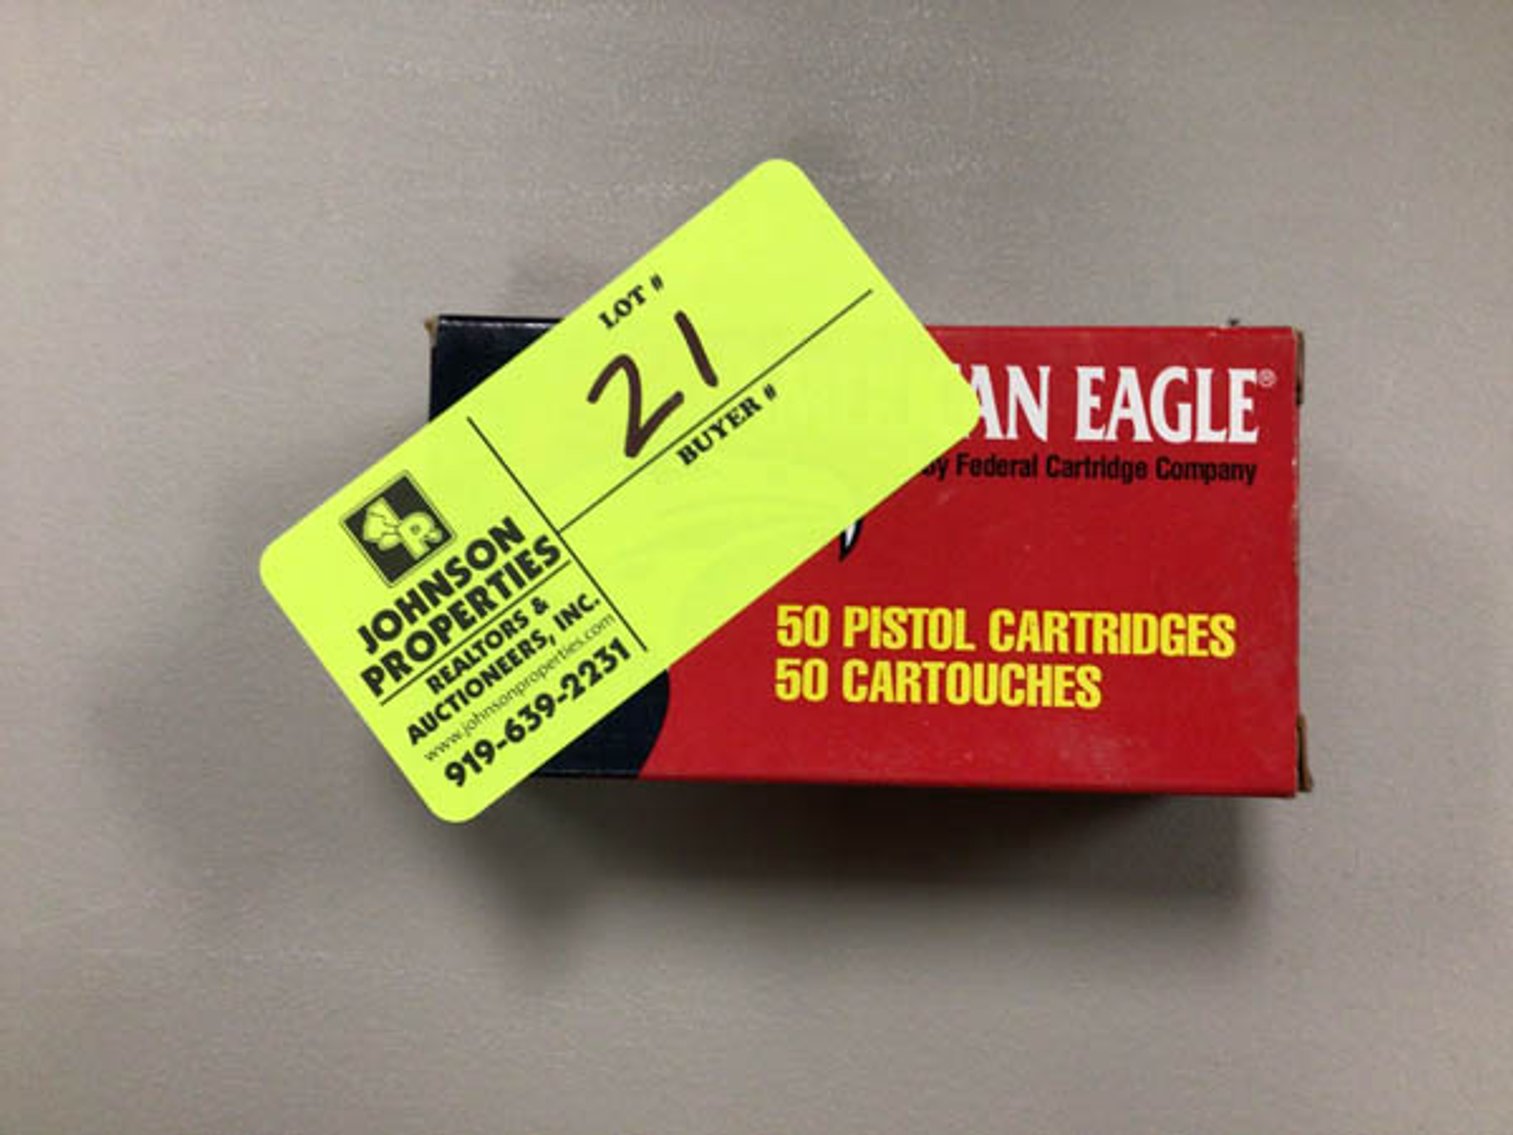 LOT #
21
BUYER #
JR
JOHNSON
PROPERTIES
REALTORS &
AUCTIONEERS, INC.
www.johnsonproperties.com
919-639-2231
EAGLE®
by Federal Cartridge Company
50 PISTOL CARTRIDGES
50 CARTOUCHES